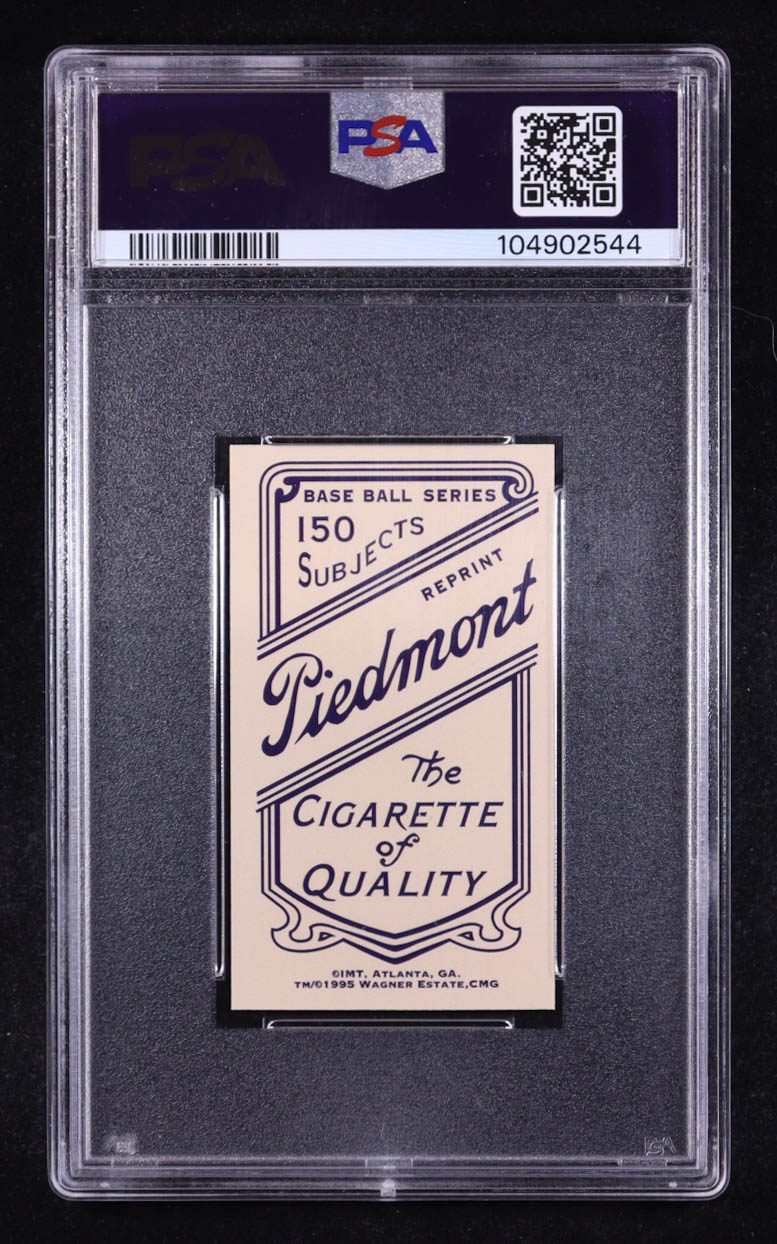 PSA
PSA
104902544
BASE BALL SERIES
150
SUBJECTS
REPRINT
Piedmont
The
CIGARETTE
of
QUALITY
©IMT, ATLANTA, GA.
TM/©1995 WAGNER ESTATE,CMG
PSA